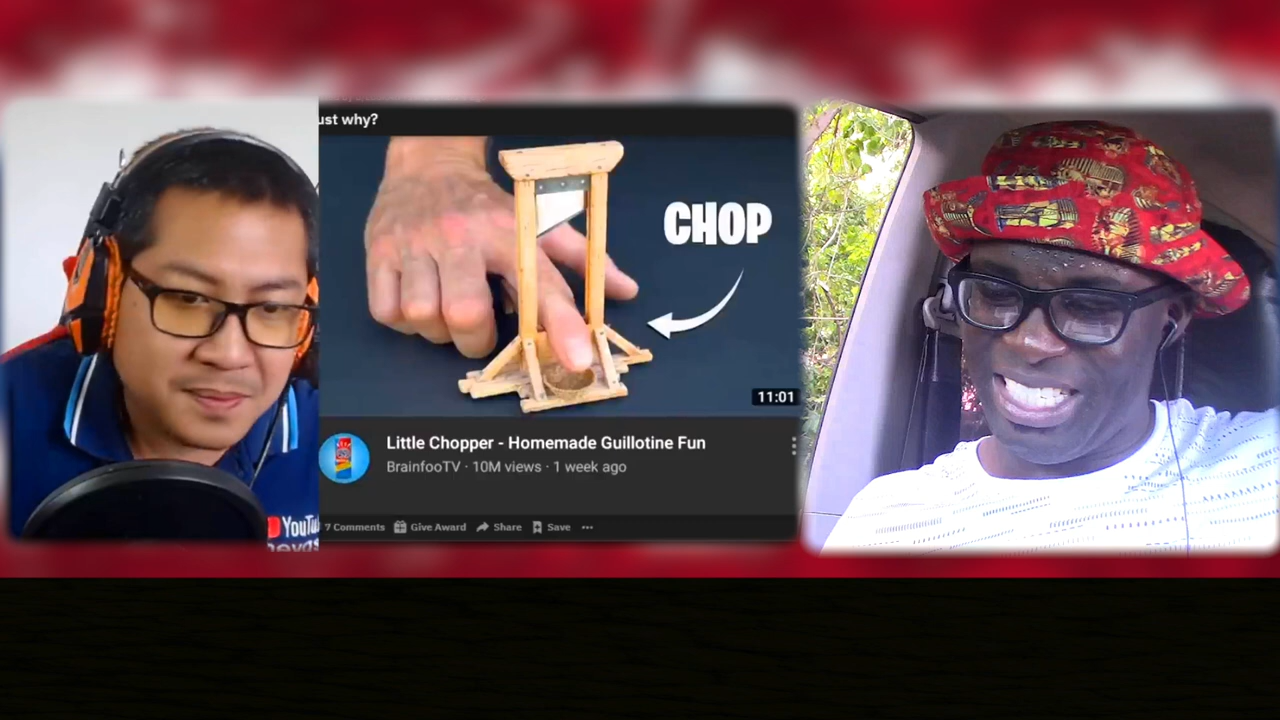 ust why?
CHOP
11:01
Little Chopper - Homemade Guillotine Fun
BrainfooTV · 10M views · 1 week ago
7 Comments Give Award Share Save ···
YouTu